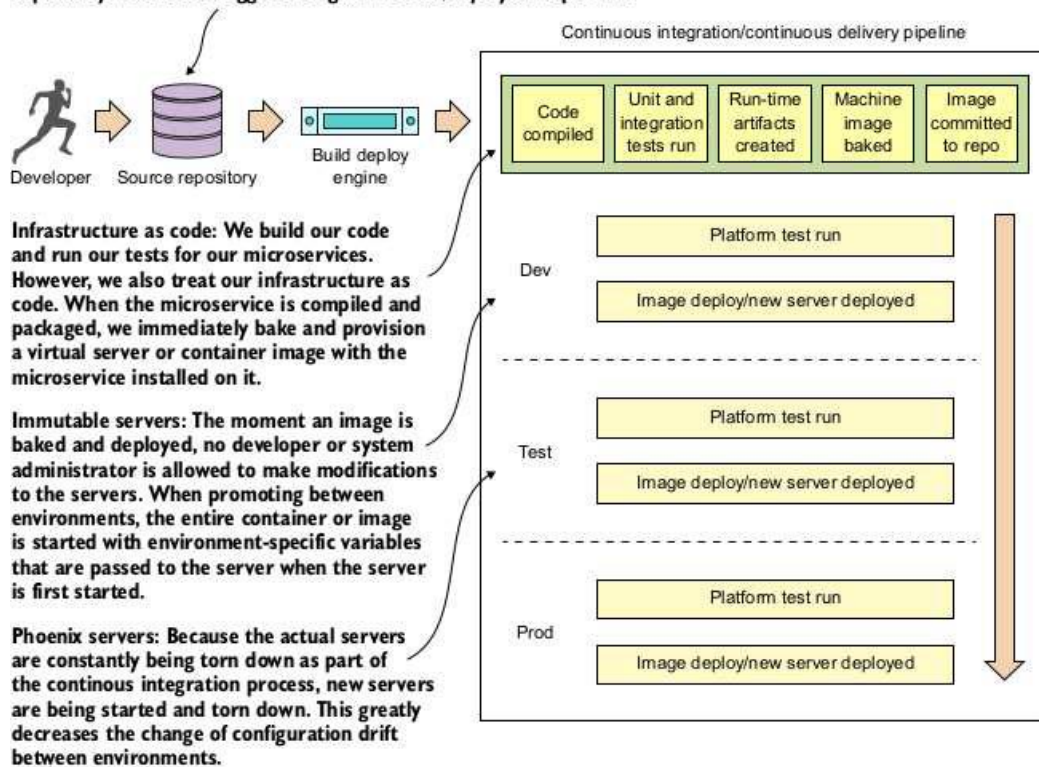 Continuous integration/continuous delivery pipeline
Developer
Source repository
Build deploy
engine
Code
compiled
Unit and
integration
tests run
Run-time
artifacts
created
Machine
image
baked
Image
committed
to repo
Infrastructure as code: We build our code
and run our tests for our microservices.
However, we also treat our infrastructure as
code. When the microservice is compiled and
packaged, we immediately bake and provision
a virtual server or container image with the
microservice installed on it.
Immutable servers: The moment an image is
baked and deployed, no developer or system
administrator is allowed to make modifications
to the servers. When promoting between
environments, the entire container or image
is started with environment-specific variables
that are passed to the server when the server
is first started.
Phoenix servers: Because the actual servers
are constantly being torn down as part of
the continous integration process, new servers
are being started and torn down. This greatly
decreases the change of configuration drift
between environments.
Dev
Platform test run
Image deploy/new server deployed
Test
Platform test run
Image deploy/new server deployed
Prod
Platform test run
Image deploy/new server deployed